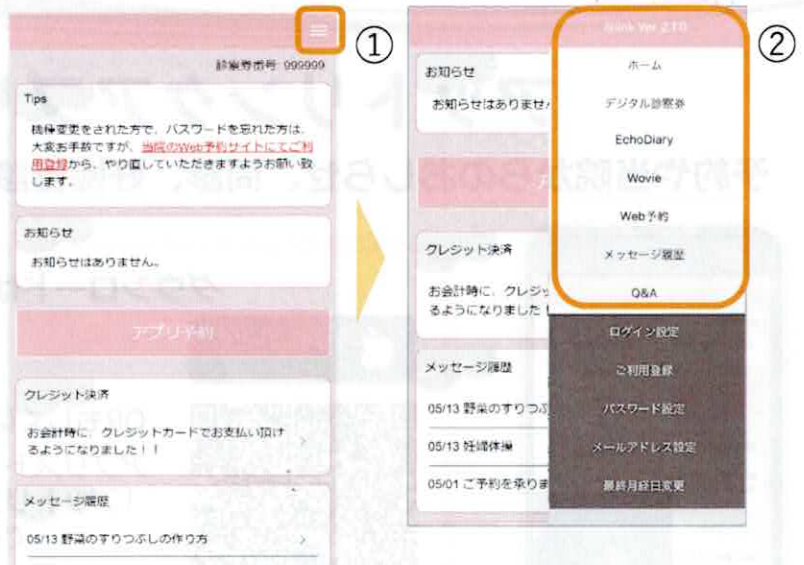 ①
診察券番号 999999
Tips
機種変更をされた方で、パスワードを忘れた方は、
大変お手数ですが、当院のWeb予約サイトにてご利
用登録から、やり直していただきますようお願い致
します。
お知らせ
お知らせはありません。
アプリ予約
クレジット決済
お会計時に、クレジットカードでお支払い頂け
るようになりました！！
メッセージ履歴
05/13 野菜のすりつぶしの作り方
②
Ver 2.1.0
お知らせ
お知らせはありませ
クレジット決済
お会計時に、クレジッ
るようになりました！
メッセージ履歴
05/13 野菜のすりつぶ
05/13 妊婦体操
05/01 ご予約を承りま
ホーム
デジタル診察券
EchoDiary
Wovie
Web予約
メッセージ履歴
Q&A
ログイン設定
ご利用登録
パスワード設定
メールアドレス設定
最終月経日変更